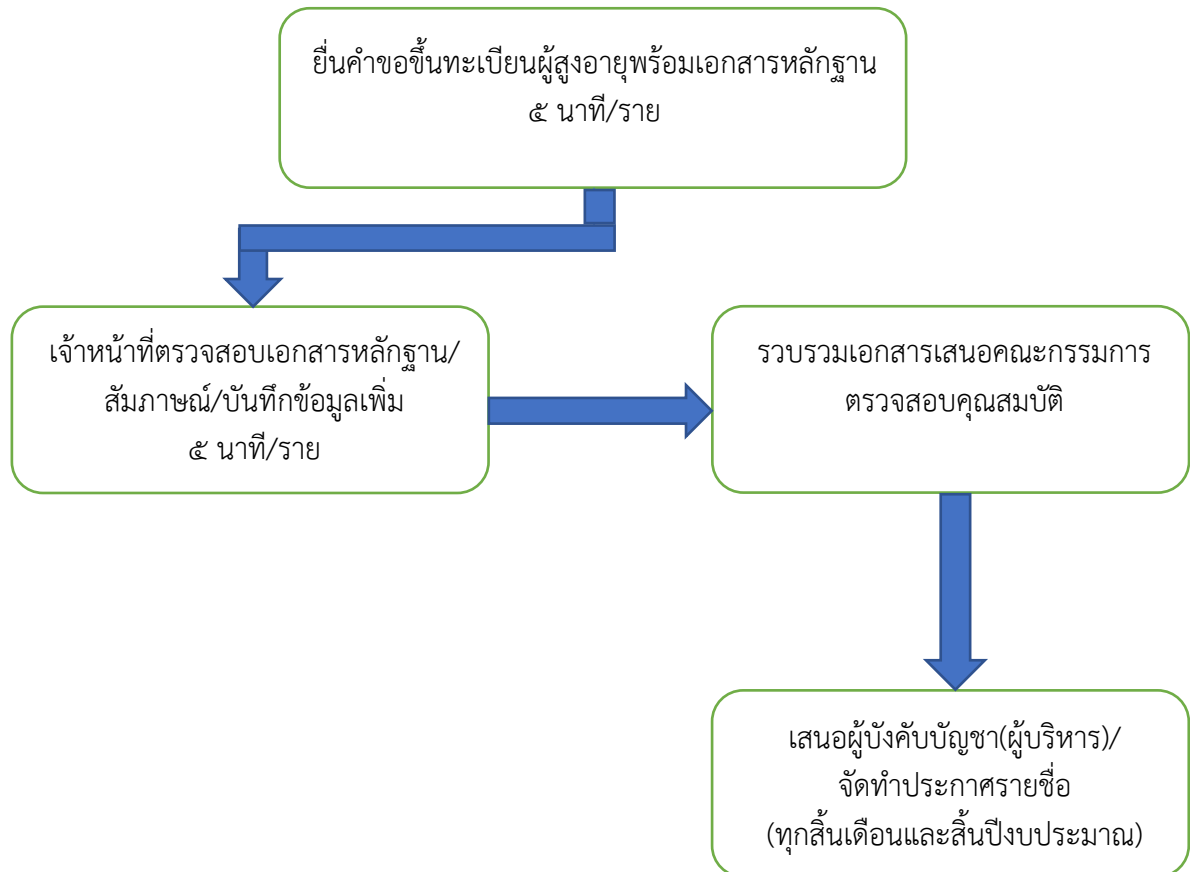 ยื่นคำขอขึ้นทะเบียนผู้สูงอายุพร้อมเอกสารหลักฐาน
๕ นาที/ราย
เจ้าหน้าที่ตรวจสอบเอกสารหลักฐาน/
สัมภาษณ์/บันทึกข้อมูลเพิ่ม
๕ นาที/ราย
รวบรวมเอกสารเสนอคณะกรรมการ
ตรวจสอบคุณสมบัติ
เสนอผู้บังคับบัญชา(ผู้บริหาร)/
จัดทำประกาศรายชื่อ
(ทุกสิ้นเดือนและสิ้นปีงบประมาณ)